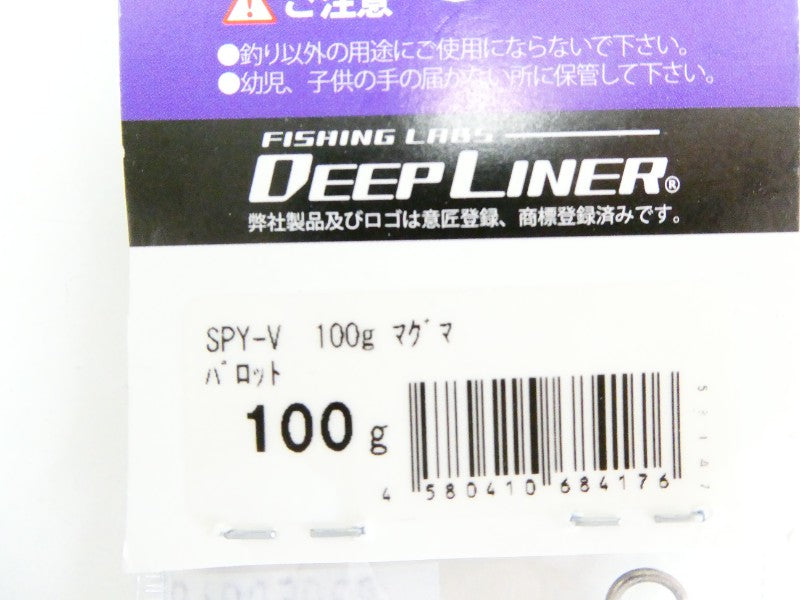 ご注意
●釣り以外の用途にご使用にならないで下さい。
●幼児、子供の手の届かない所に保管して下さい。
FISHING LABS
DEEP LINER®
弊社製品及びロゴは意匠登録、商標登録済みです。
SPY-V 100g ﾏｸﾞﾏ
ﾊﾟﾛｯﾄ
100g
4 580410 684176